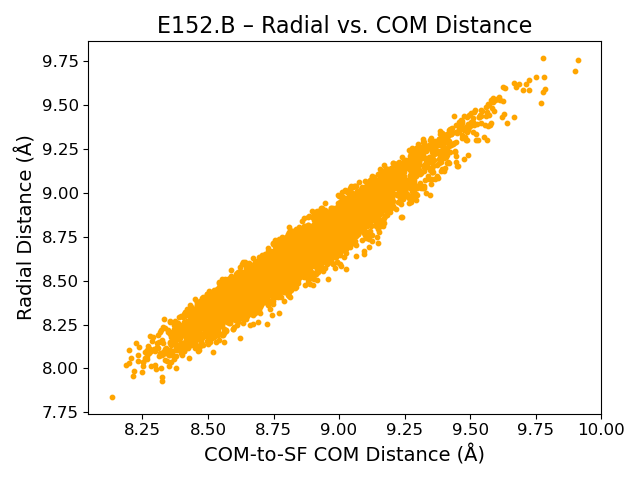 E152.B – Radial vs. COM Distance
9.75
9.50
9.25
9.00
8.75
8.50
8.25
8.00
7.75
Radial Distance (Å)
8.25 8.50 8.75 9.00 9.25 9.50 9.75 10.00
COM-to-SF COM Distance (Å)